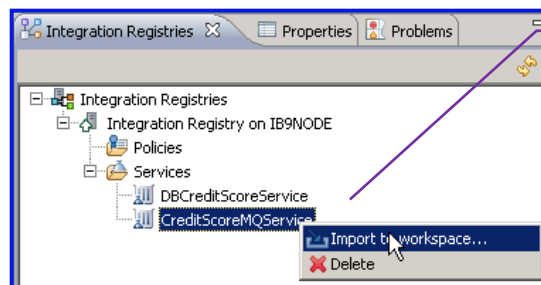 Integration Registries Properties Problems
Integration Registries
Integration Registry on IB9NODE
Policies
Services
DBCreditScoreService
CreditScoreMQService
Import to workspace...
Delete